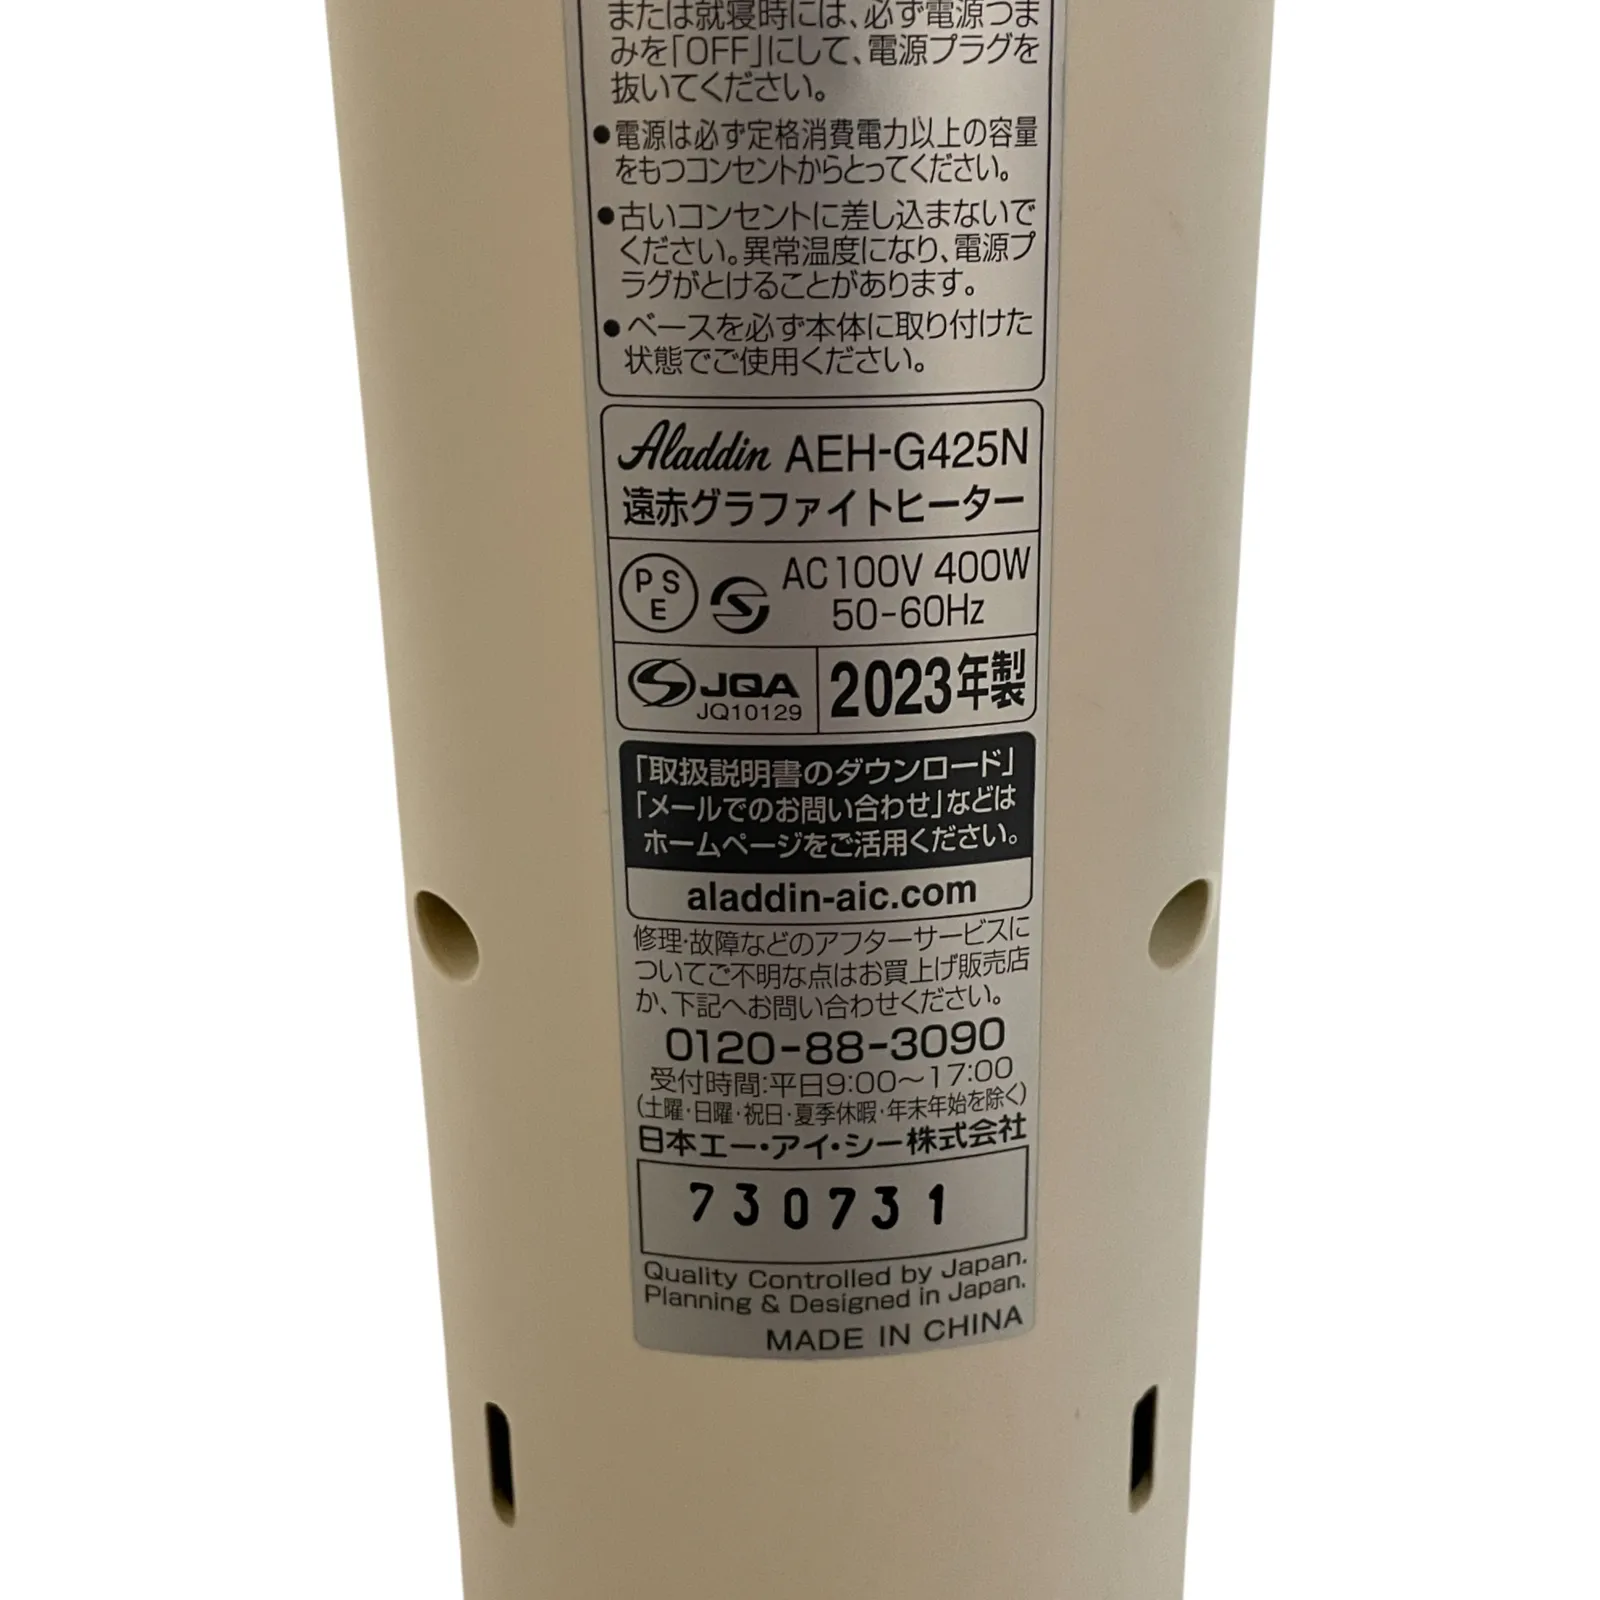 または就寝時には、必ず電源つま
みを「OFF」にして、電源プラグを
抜いてください。
●電源は必ず定格消費電力以上の容量
をもつコンセントからとってください。
●古いコンセントに差し込まないで
ください。異常温度になり、電源プ
ラグがとけることがあります。
●ベースを必ず本体に取り付けた
状態でご使用ください。
Aladdin AEH-G425N
遠赤グラファイトヒーター
PSE AC100V 400W
50-60Hz
JQA
JQ10129
2023年製
「取扱説明書のダウンロード」
「メールでのお問い合わせ」などは
ホームページをご活用ください。
aladdin-aic.com
修理・故障などのアフターサービスに
ついてご不明な点はお買上げ販売店
か、下記へお問い合わせください。
0120-88-3090
受付時間:平日9:00〜17:00
(土曜・日曜・祝日・夏季休暇・年末年始を除く)
日本エー・アイ・シー株式会社
730731
Quality Controlled by Japan.
Planning & Designed in Japan.
MADE IN CHINA